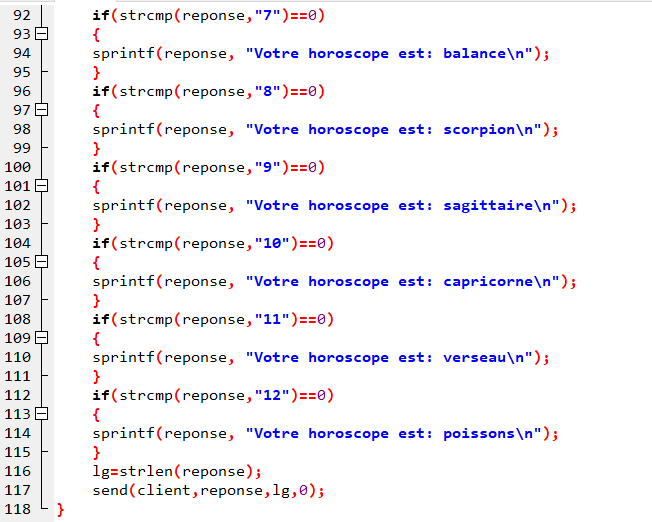 92 if(strcmp(reponse,"7")==0)
93 {
94 sprintf(reponse, "Votre horoscope est: balance\n");
95 }
96 if(strcmp(reponse,"8")==0)
97 {
98 sprintf(reponse, "Votre horoscope est: scorpion\n");
99 }
100 if(strcmp(reponse,"9")==0)
101 {
102 sprintf(reponse, "Votre horoscope est: sagittaire\n");
103 }
104 if(strcmp(reponse,"10")==0)
105 {
106 sprintf(reponse, "Votre horoscope est: capricorne\n");
107 }
108 if(strcmp(reponse,"11")==0)
109 {
110 sprintf(reponse, "Votre horoscope est: verseau\n");
111 }
112 if(strcmp(reponse,"12")==0)
113 {
114 sprintf(reponse, "Votre horoscope est: poissons\n");
115 }
116 lg=strlen(reponse);
117 send(client,reponse,lg,0);
118 }